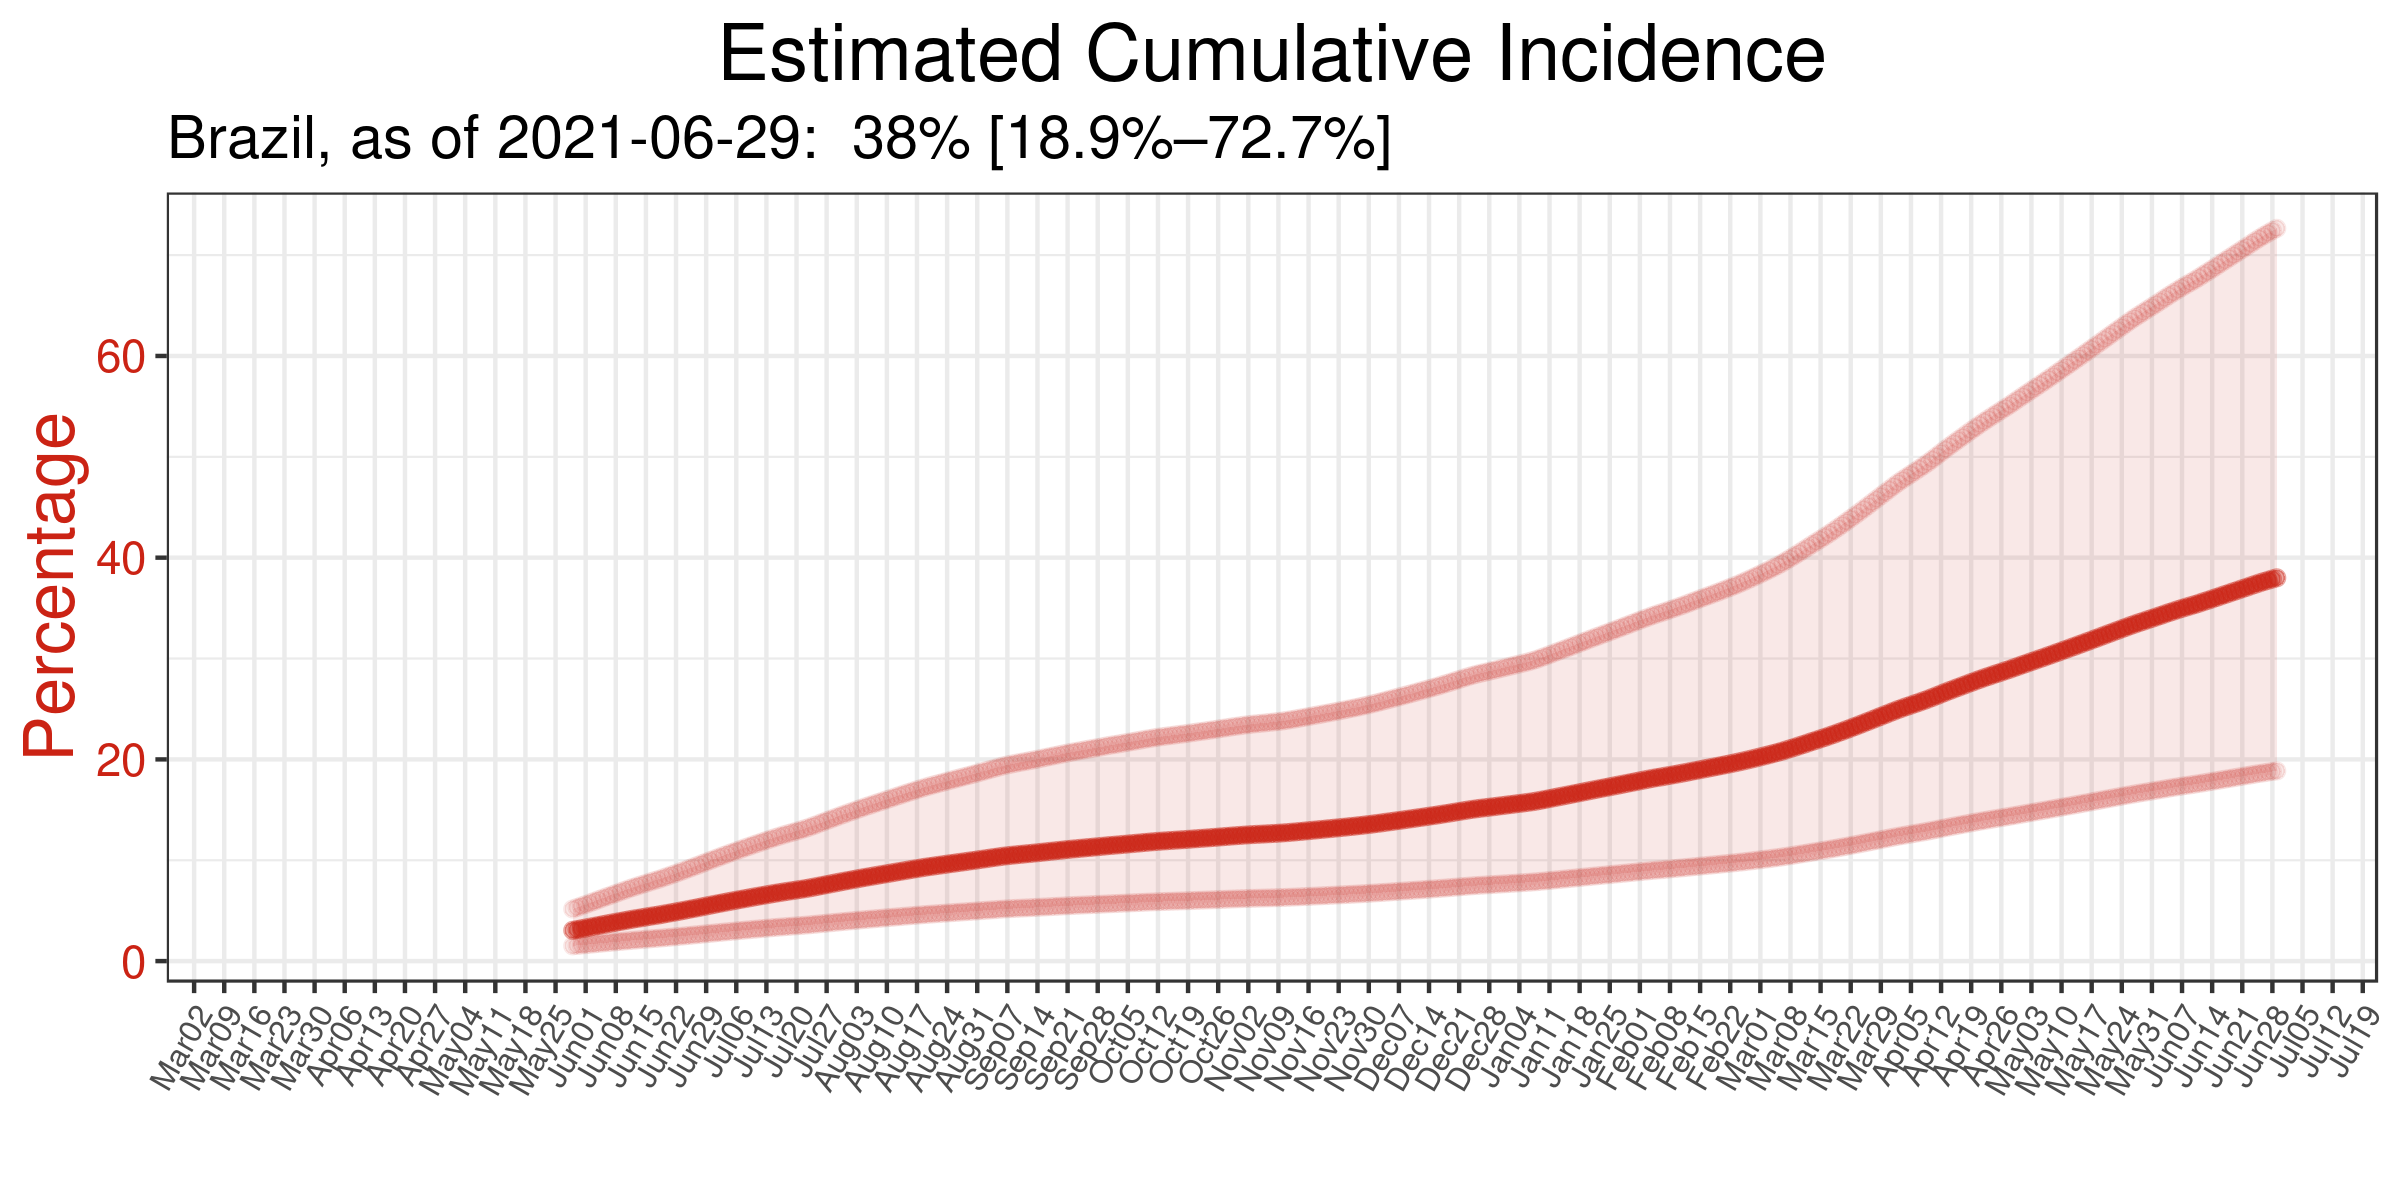 Estimated Cumulative Incidence
Brazil, as of 2021-06-29:  38% [18.9%–72.7%]
Percentage
60
40
20
0
Mar02
Mar09
Mar16
Mar23
Mar30
Apr06
Apr13
Apr20
Apr27
May04
May11
May18
May25
Jun01
Jun08
Jun15
Jun22
Jun29
Jul06
Jul13
Jul20
Jul27
Aug03
Aug10
Aug17
Aug24
Aug31
Sep07
Sep14
Sep21
Sep28
Oct05
Oct12
Oct19
Oct26
Nov02
Nov09
Nov16
Nov23
Nov30
Dec07
Dec14
Dec21
Dec28
Jan04
Jan11
Jan18
Jan25
Feb01
Feb08
Feb15
Feb22
Mar01
Mar08
Mar15
Mar22
Mar29
Apr05
Apr12
Apr19
Apr26
May03
May10
May17
May24
May31
Jun07
Jun14
Jun21
Jun28
Jul05
Jul12
Jul19